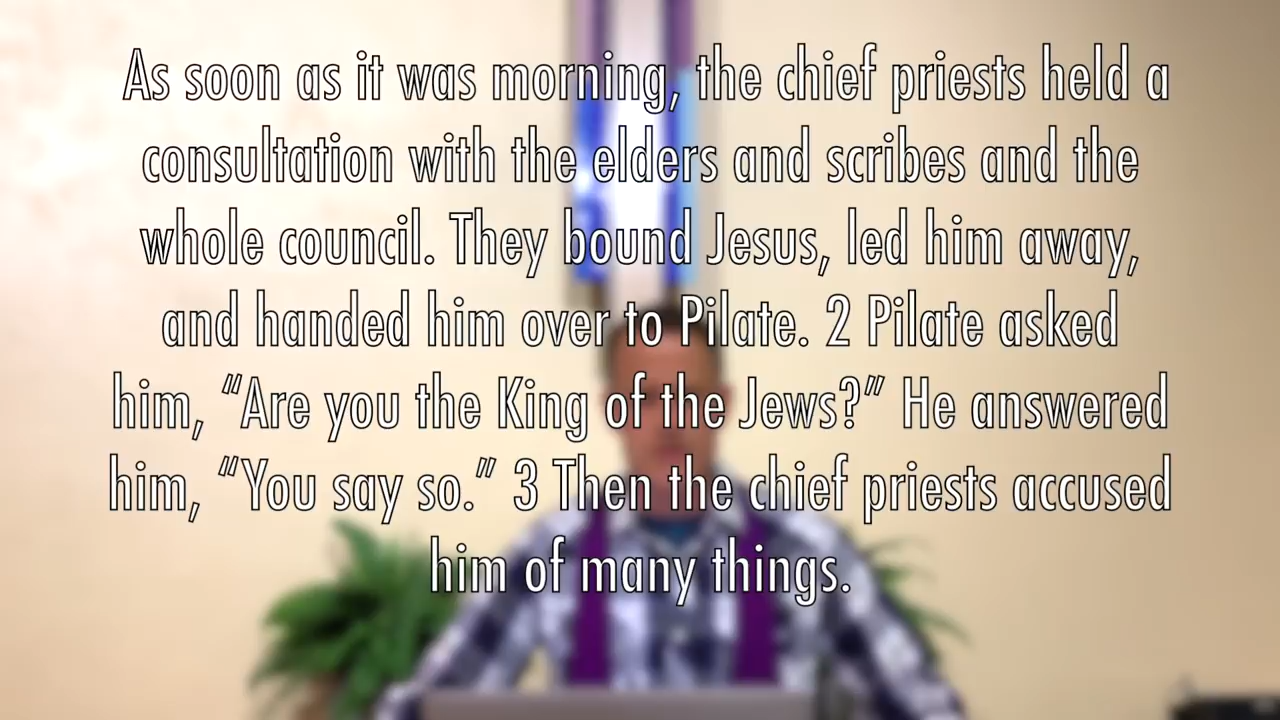 As soon as it was morning, the chief priests held a
consultation with the elders and scribes and the
whole council. They bound Jesus, led him away,
and handed him over to Pilate. 2 Pilate asked
him, “Are you the King of the Jews?” He answered
him, “You say so.” 3 Then the chief priests accused
him of many things.